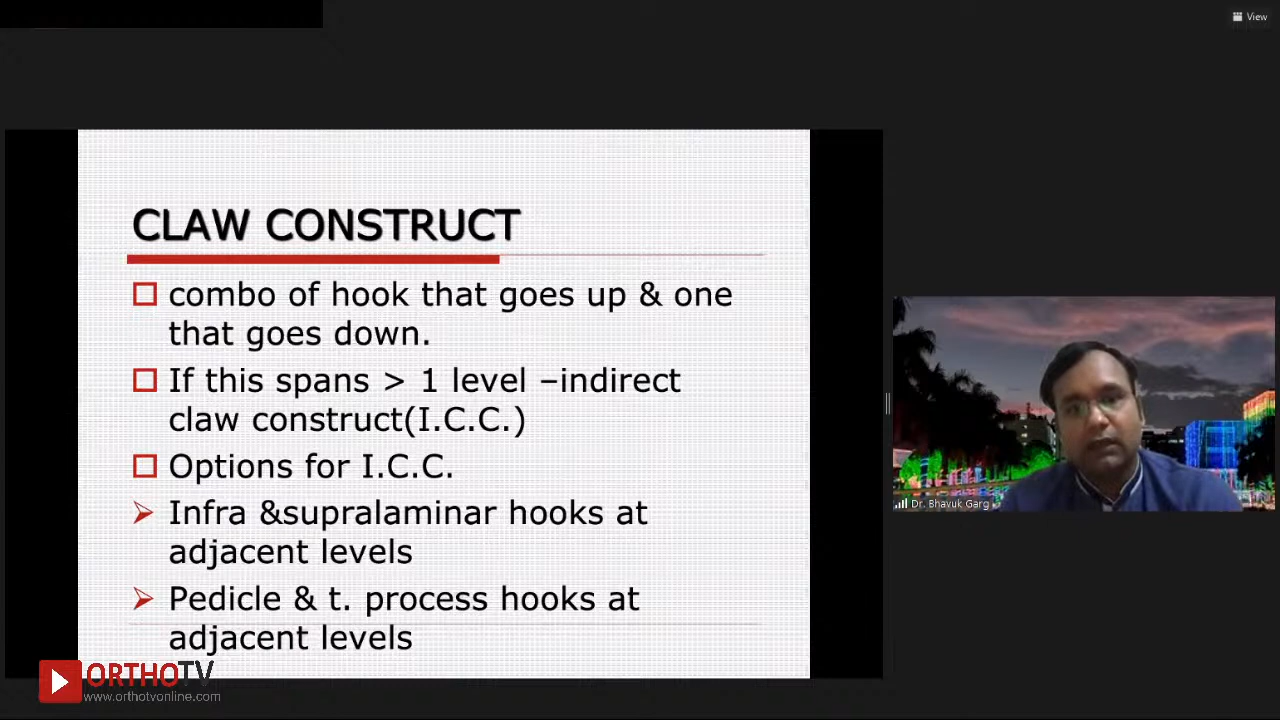 View
CLAW CONSTRUCT
combo of hook that goes up & one
that goes down.
If this spans > 1 level –indirect
claw construct(I.C.C.)
Options for I.C.C.
Infra &supralaminar hooks at
adjacent levels
Pedicle & t. process hooks at
adjacent levels
Dr. Bhavuk Garg
ORTHOTV
www.orthotvonline.com